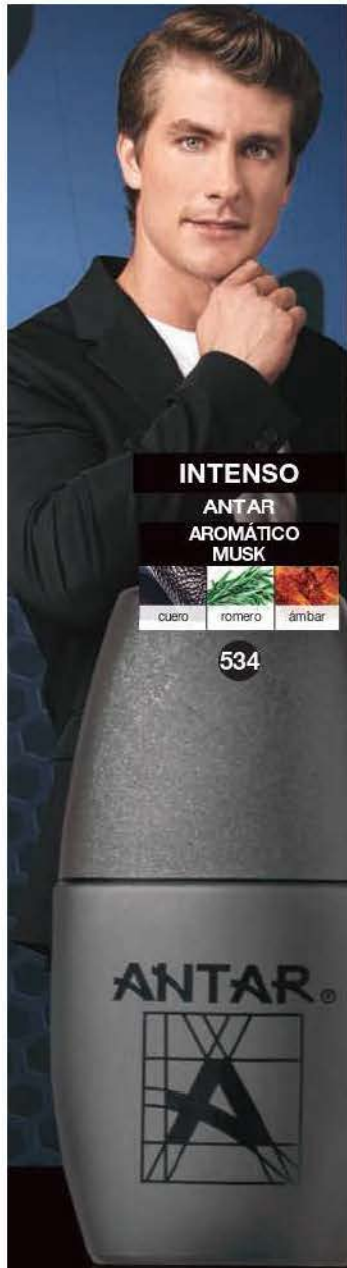 INTENSO
ANTAR
AROMÁTICO
MUSK
cuero romero ámbar
534
ANTAR®
A